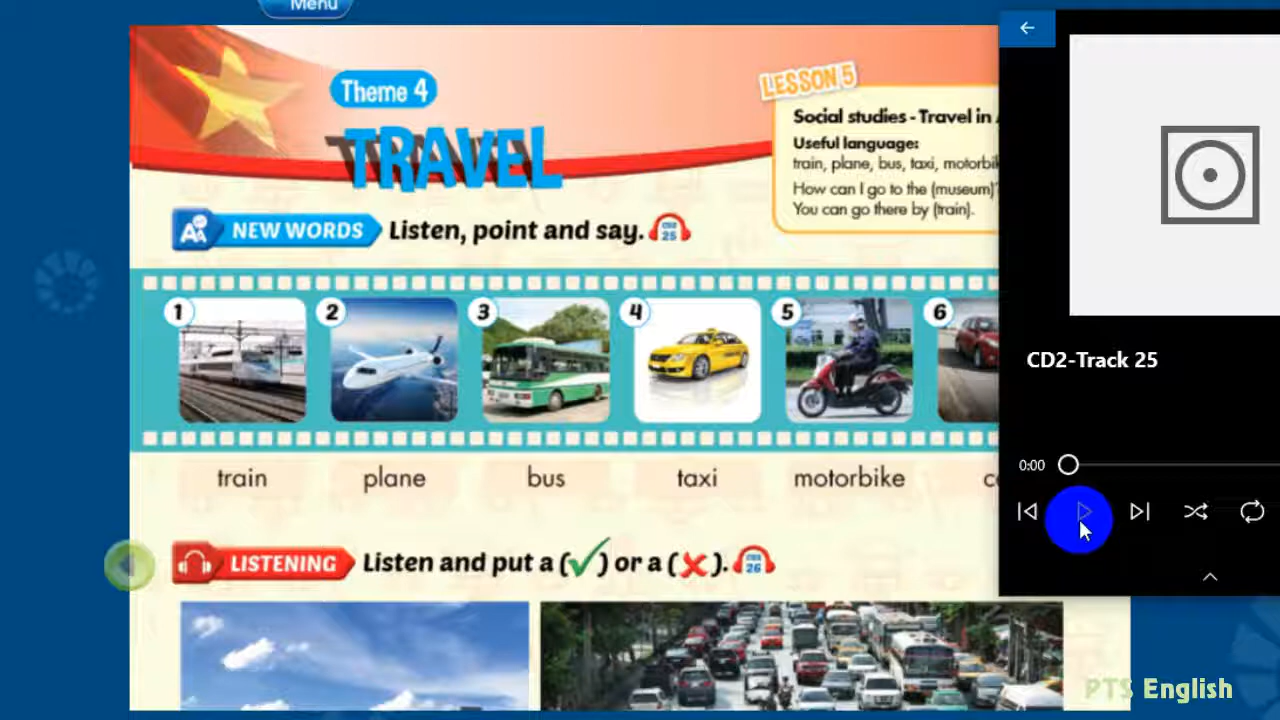 Menu
Theme 4
TRAVEL
LESSON 5
Social studies - Travel in
Useful language:
train, plane, bus, taxi,
How can I go to the (museum)
You can go there by (train).
NEW WORDS Listen, point and say. CD2 25
1 2 3 4 5 6
train plane bus taxi motorbike
LISTENING Listen and put a (✓) or a (✗). CD2 26
CD2-Track 25
0:00
PTS English